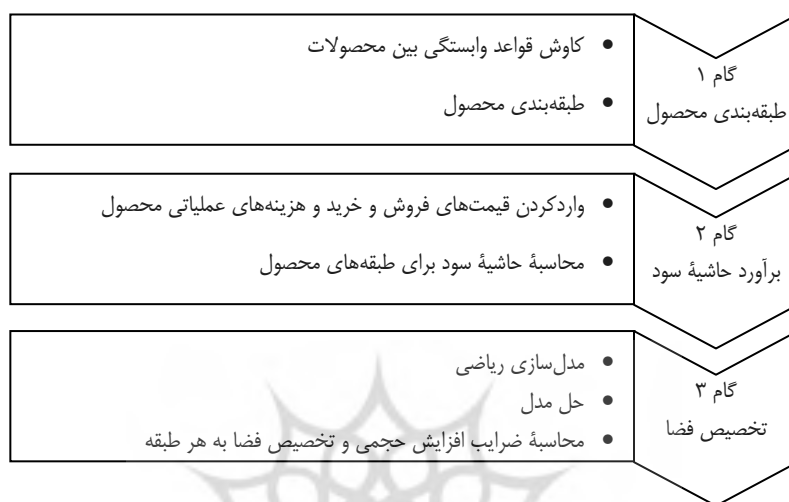 گام ۱
طبقه‌بندی محصول
• کاوش قواعد وابستگی بین محصولات
• طبقه‌بندی محصول
گام ۲
برآورد حاشیهٔ سود
• واردکردن قیمت‌های فروش و خرید و هزینه‌های عملیاتی محصول
• محاسبهٔ حاشیهٔ سود برای طبقه‌های محصول
گام ۳
تخصیص فضا
• مدل‌سازی ریاضی
• حل مدل
• محاسبهٔ ضرایب افزایش حجمی و تخصیص فضا به هر طبقه